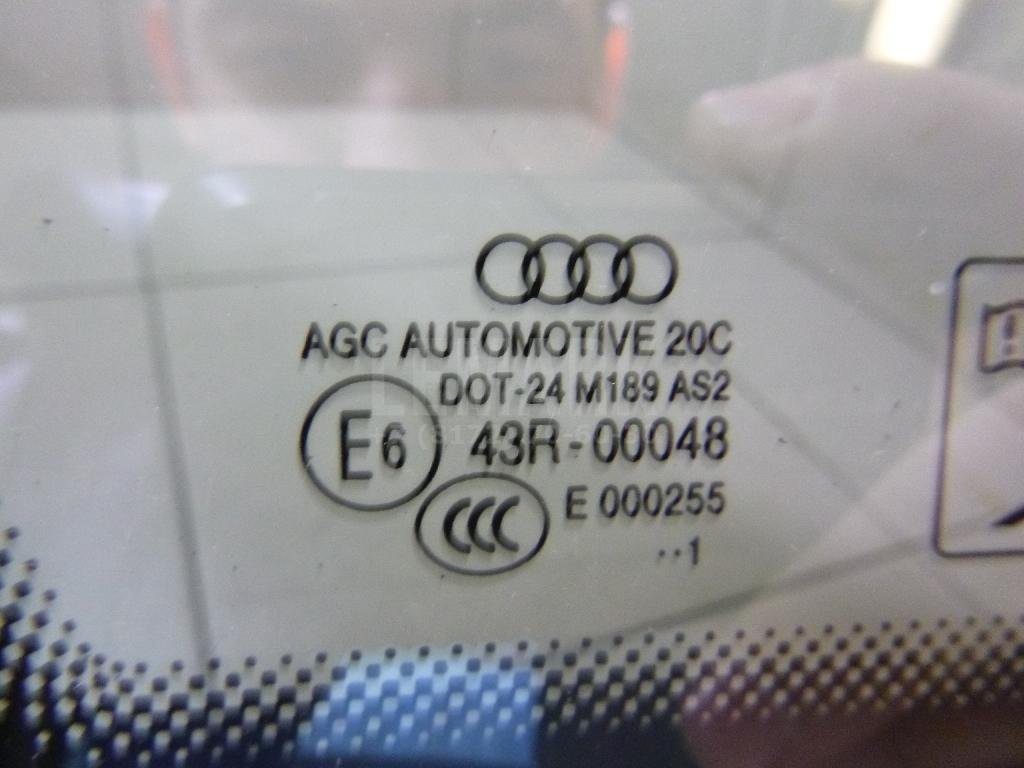 AGC AUTOMOTIVE 20C
DOT-24 M189 AS2
E6 43R-00048
CCC E 000255
··1